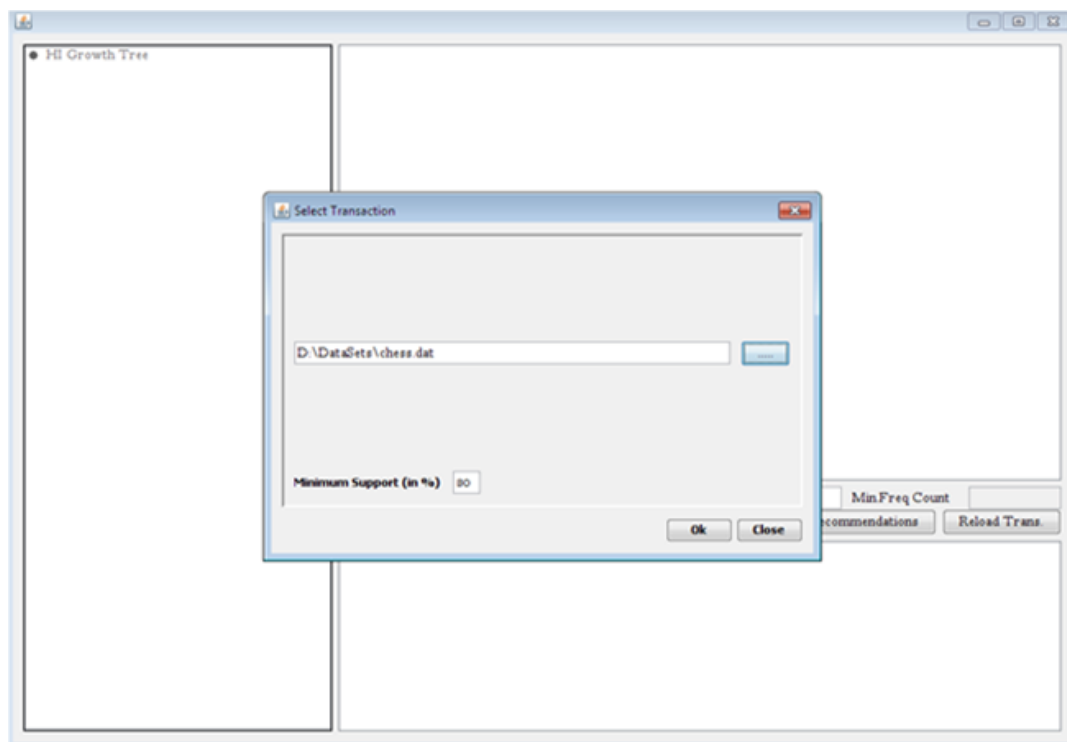 HI Growth Tree
Select Transaction
D:\DataSets\chess.dat
.....
Minimum Support (in %) 80
Ok Close
Min.Freq Count
ecommendations Reload Trans.